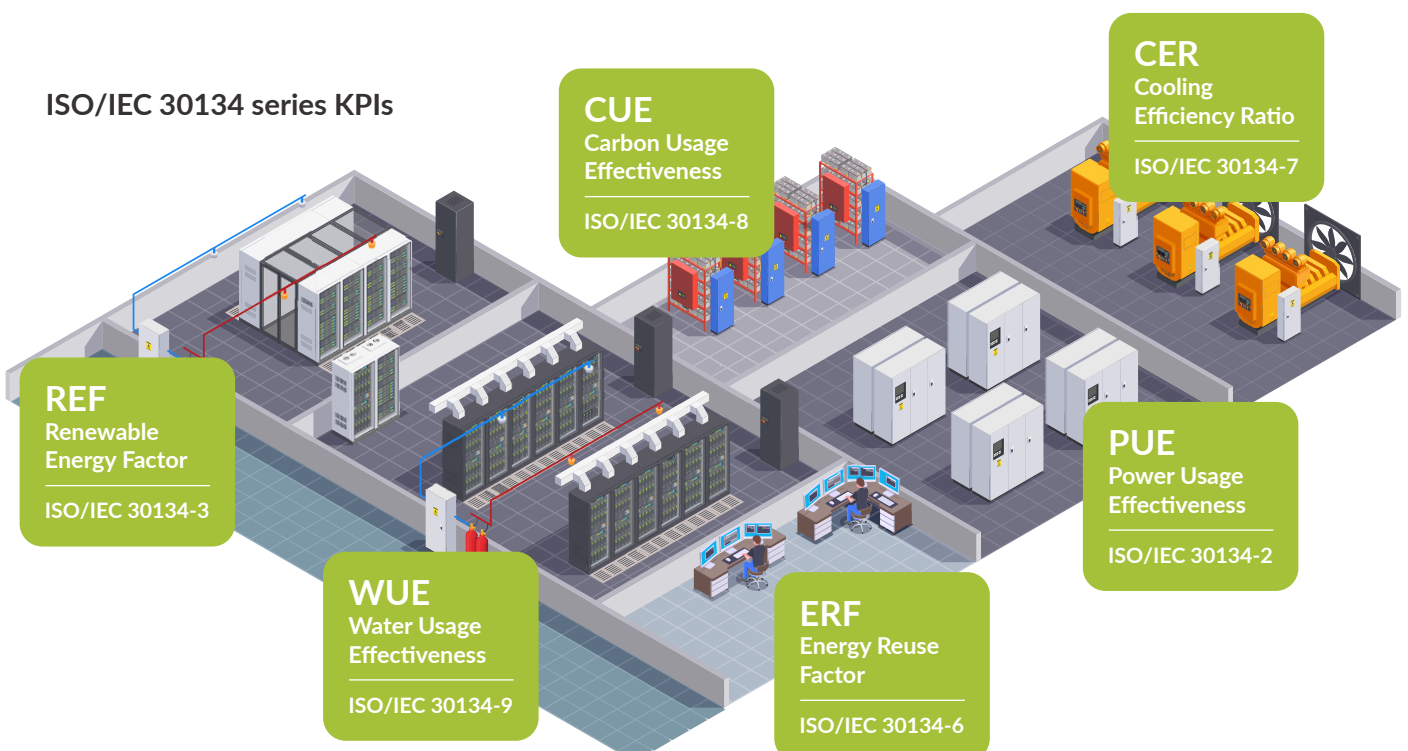 ISO/IEC 30134 series KPIs
CUE
Carbon Usage
Effectiveness
ISO/IEC 30134-8
CER
Cooling
Efficiency Ratio
ISO/IEC 30134-7
REF
Renewable
Energy Factor
ISO/IEC 30134-3
PUE
Power Usage
Effectiveness
ISO/IEC 30134-2
WUE
Water Usage
Effectiveness
ISO/IEC 30134-9
ERF
Energy Reuse
Factor
ISO/IEC 30134-6